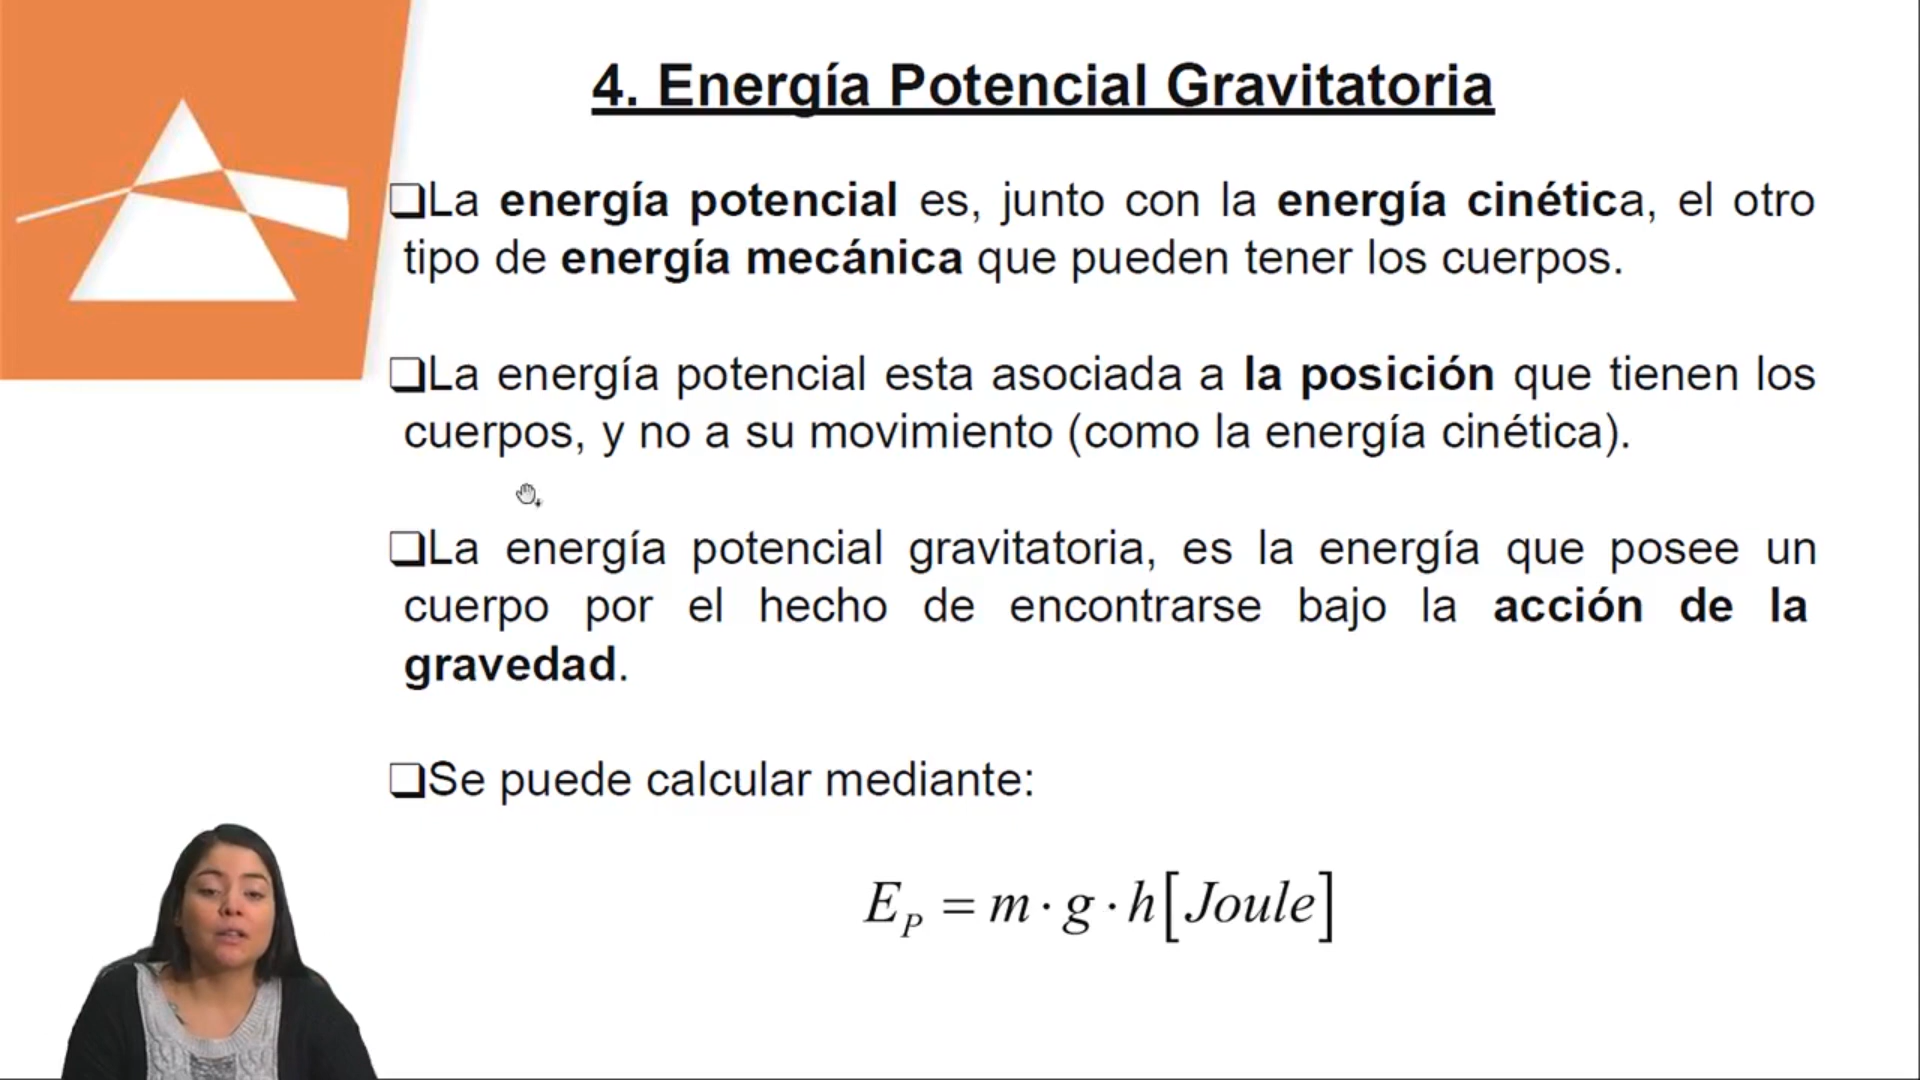 4. Energía Potencial Gravitatoria
❑La energía potencial es, junto con la energía cinética, el otro
tipo de energía mecánica que pueden tener los cuerpos.
❑La energía potencial esta asociada a la posición que tienen los
cuerpos, y no a su movimiento (como la energía cinética).
❑La energía potencial gravitatoria, es la energía que posee un
cuerpo por el hecho de encontrarse bajo la acción de la
gravedad.
❑Se puede calcular mediante:
E_P = m · g · h[Joule]